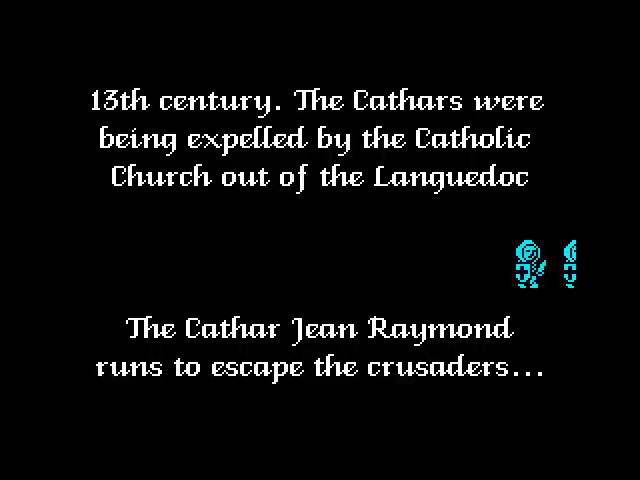 13th century. The Cathars were
being expelled by the Catholic
Church out of the Languedoc
The Cathar Jean Raymond
runs to escape the crusaders...